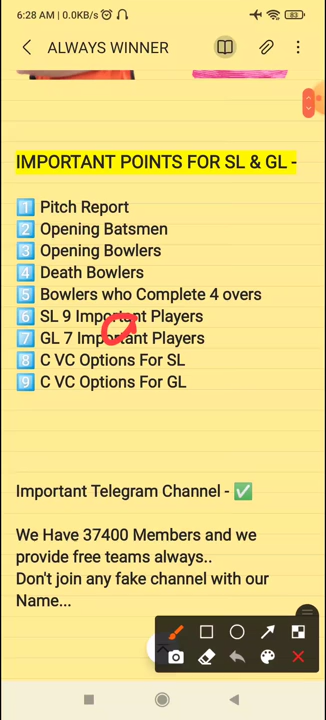 6:28 AM | 0.0KB/s
83
ALWAYS WINNER
IMPORTANT POINTS FOR SL & GL -
1 Pitch Report
2 Opening Batsmen
3 Opening Bowlers
4 Death Bowlers
5 Bowlers who Complete 4 overs
6 SL 9 Important Players
7 GL 7 Important Players
8 C VC Options For SL
9 C VC Options For GL
Important Telegram Channel - ✅
We Have 37400 Members and we
provide free teams always..
Don't join any fake channel with our
Name...